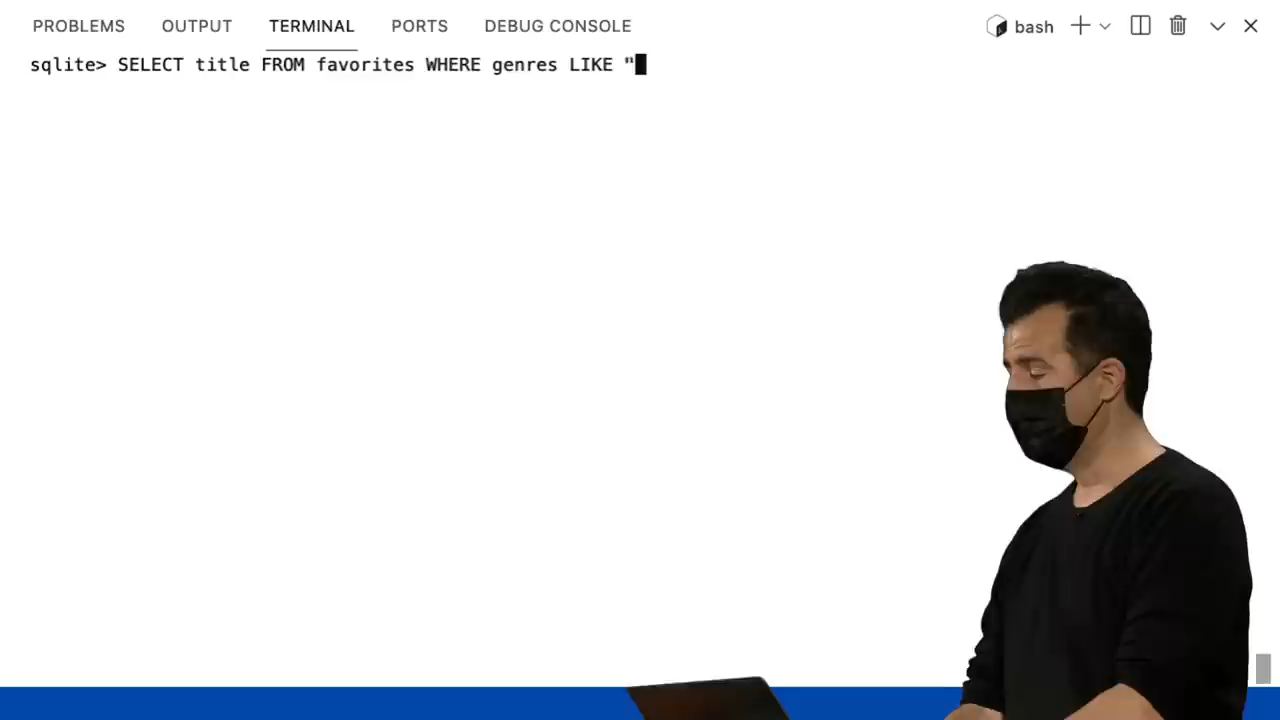 PROBLEMS OUTPUT TERMINAL PORTS DEBUG CONSOLE bash
sqlite> SELECT title FROM favorites WHERE genres LIKE "